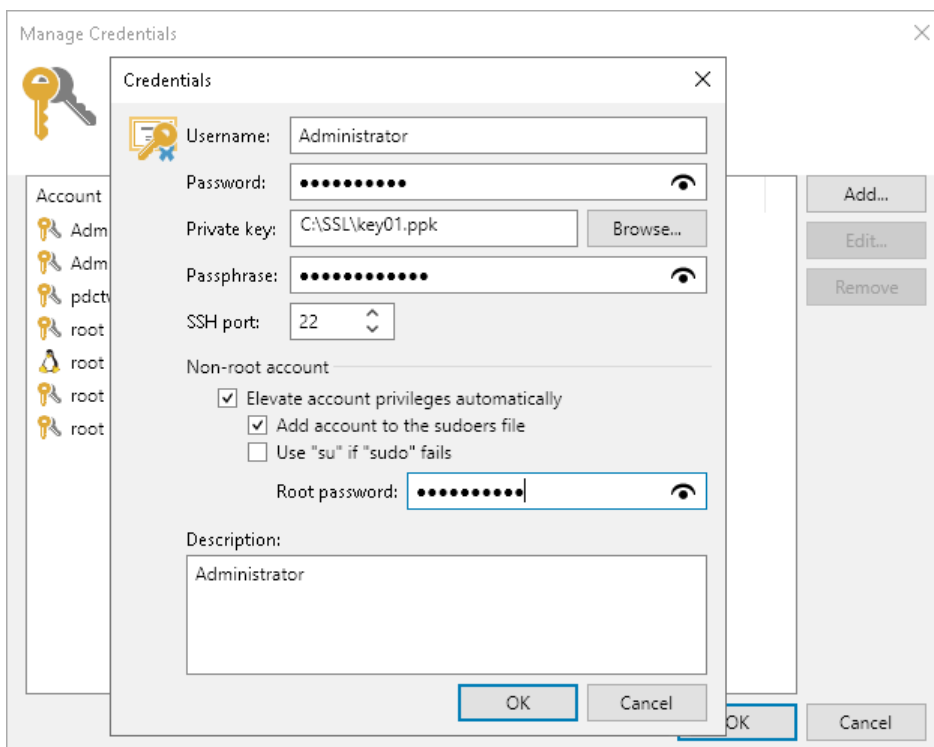 Manage Credentials
Credentials
Username: Administrator
Password: ●●●●●●●●●●
Private key: C:\SSL\key01.ppk Browse...
Passphrase: ●●●●●●●●●●●●
SSH port: 22
Non-root account
Elevate account privileges automatically
Add account to the sudoers file
Use "su" if "sudo" fails
Root password: ●●●●●●●●●●
Description:
Administrator
OK Cancel
Account
Adm
Adm
root
root
root
root
Add...
Edit...
Remove
OK Cancel